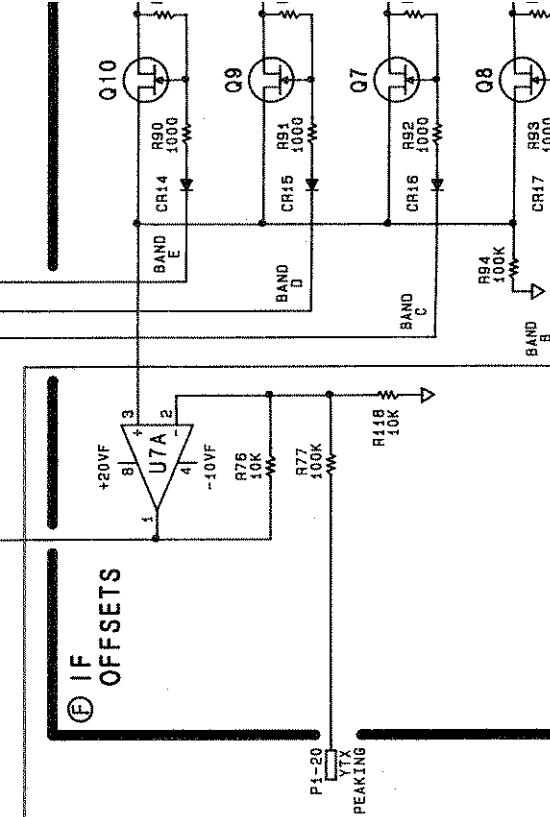 Q10
Q9
Q7
Q8
R90
1000
R91
1000
R92
1000
R93
1000
CR14
CR15
CR16
CR17
BAND
E
BAND
D
BAND
C
R94
100K
BAND
B
3
2
+
-
U7A
+20VF
8
4
-10VF
1
R76
10K
R77
100K
R118
10K
F
IF
OFFSETS
P1-20
YTX
PEAKING